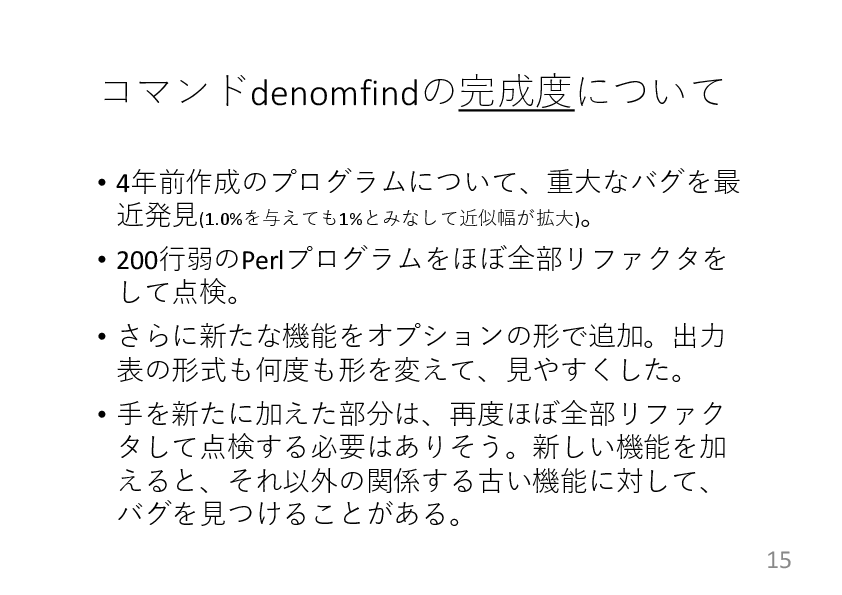 コマンドdenomfindの完成度について
• 4年前作成のプログラムについて、重大なバグを最
近発見(1.0%を与えても1%とみなして近似幅が拡大)。
• 200行弱のPerlプログラムをほぼ全部リファクタを
して点検。
• さらに新たな機能をオプションの形で追加。出力
表の形式も何度も形を変えて、見やすくした。
• 手を新たに加えた部分は、再度ほぼ全部リファク
タして点検する必要はありそう。新しい機能を加
えると、それ以外の関係する古い機能に対して、
バグを見つけることがある。
15